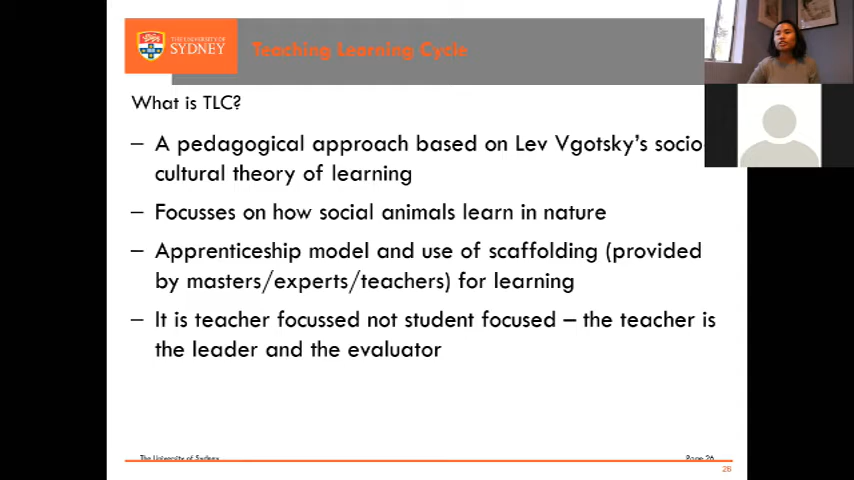 THE UNIVERSITY OF
SYDNEY
Teaching Learning Cycle
What is TLC?
– A pedagogical approach based on Lev Vgotsky's socio
cultural theory of learning
– Focusses on how social animals learn in nature
– Apprenticeship model and use of scaffolding (provided
by masters/experts/teachers) for learning
– It is teacher focussed not student focused – the teacher is
the leader and the evaluator
The University of Sydney
Page 26
26